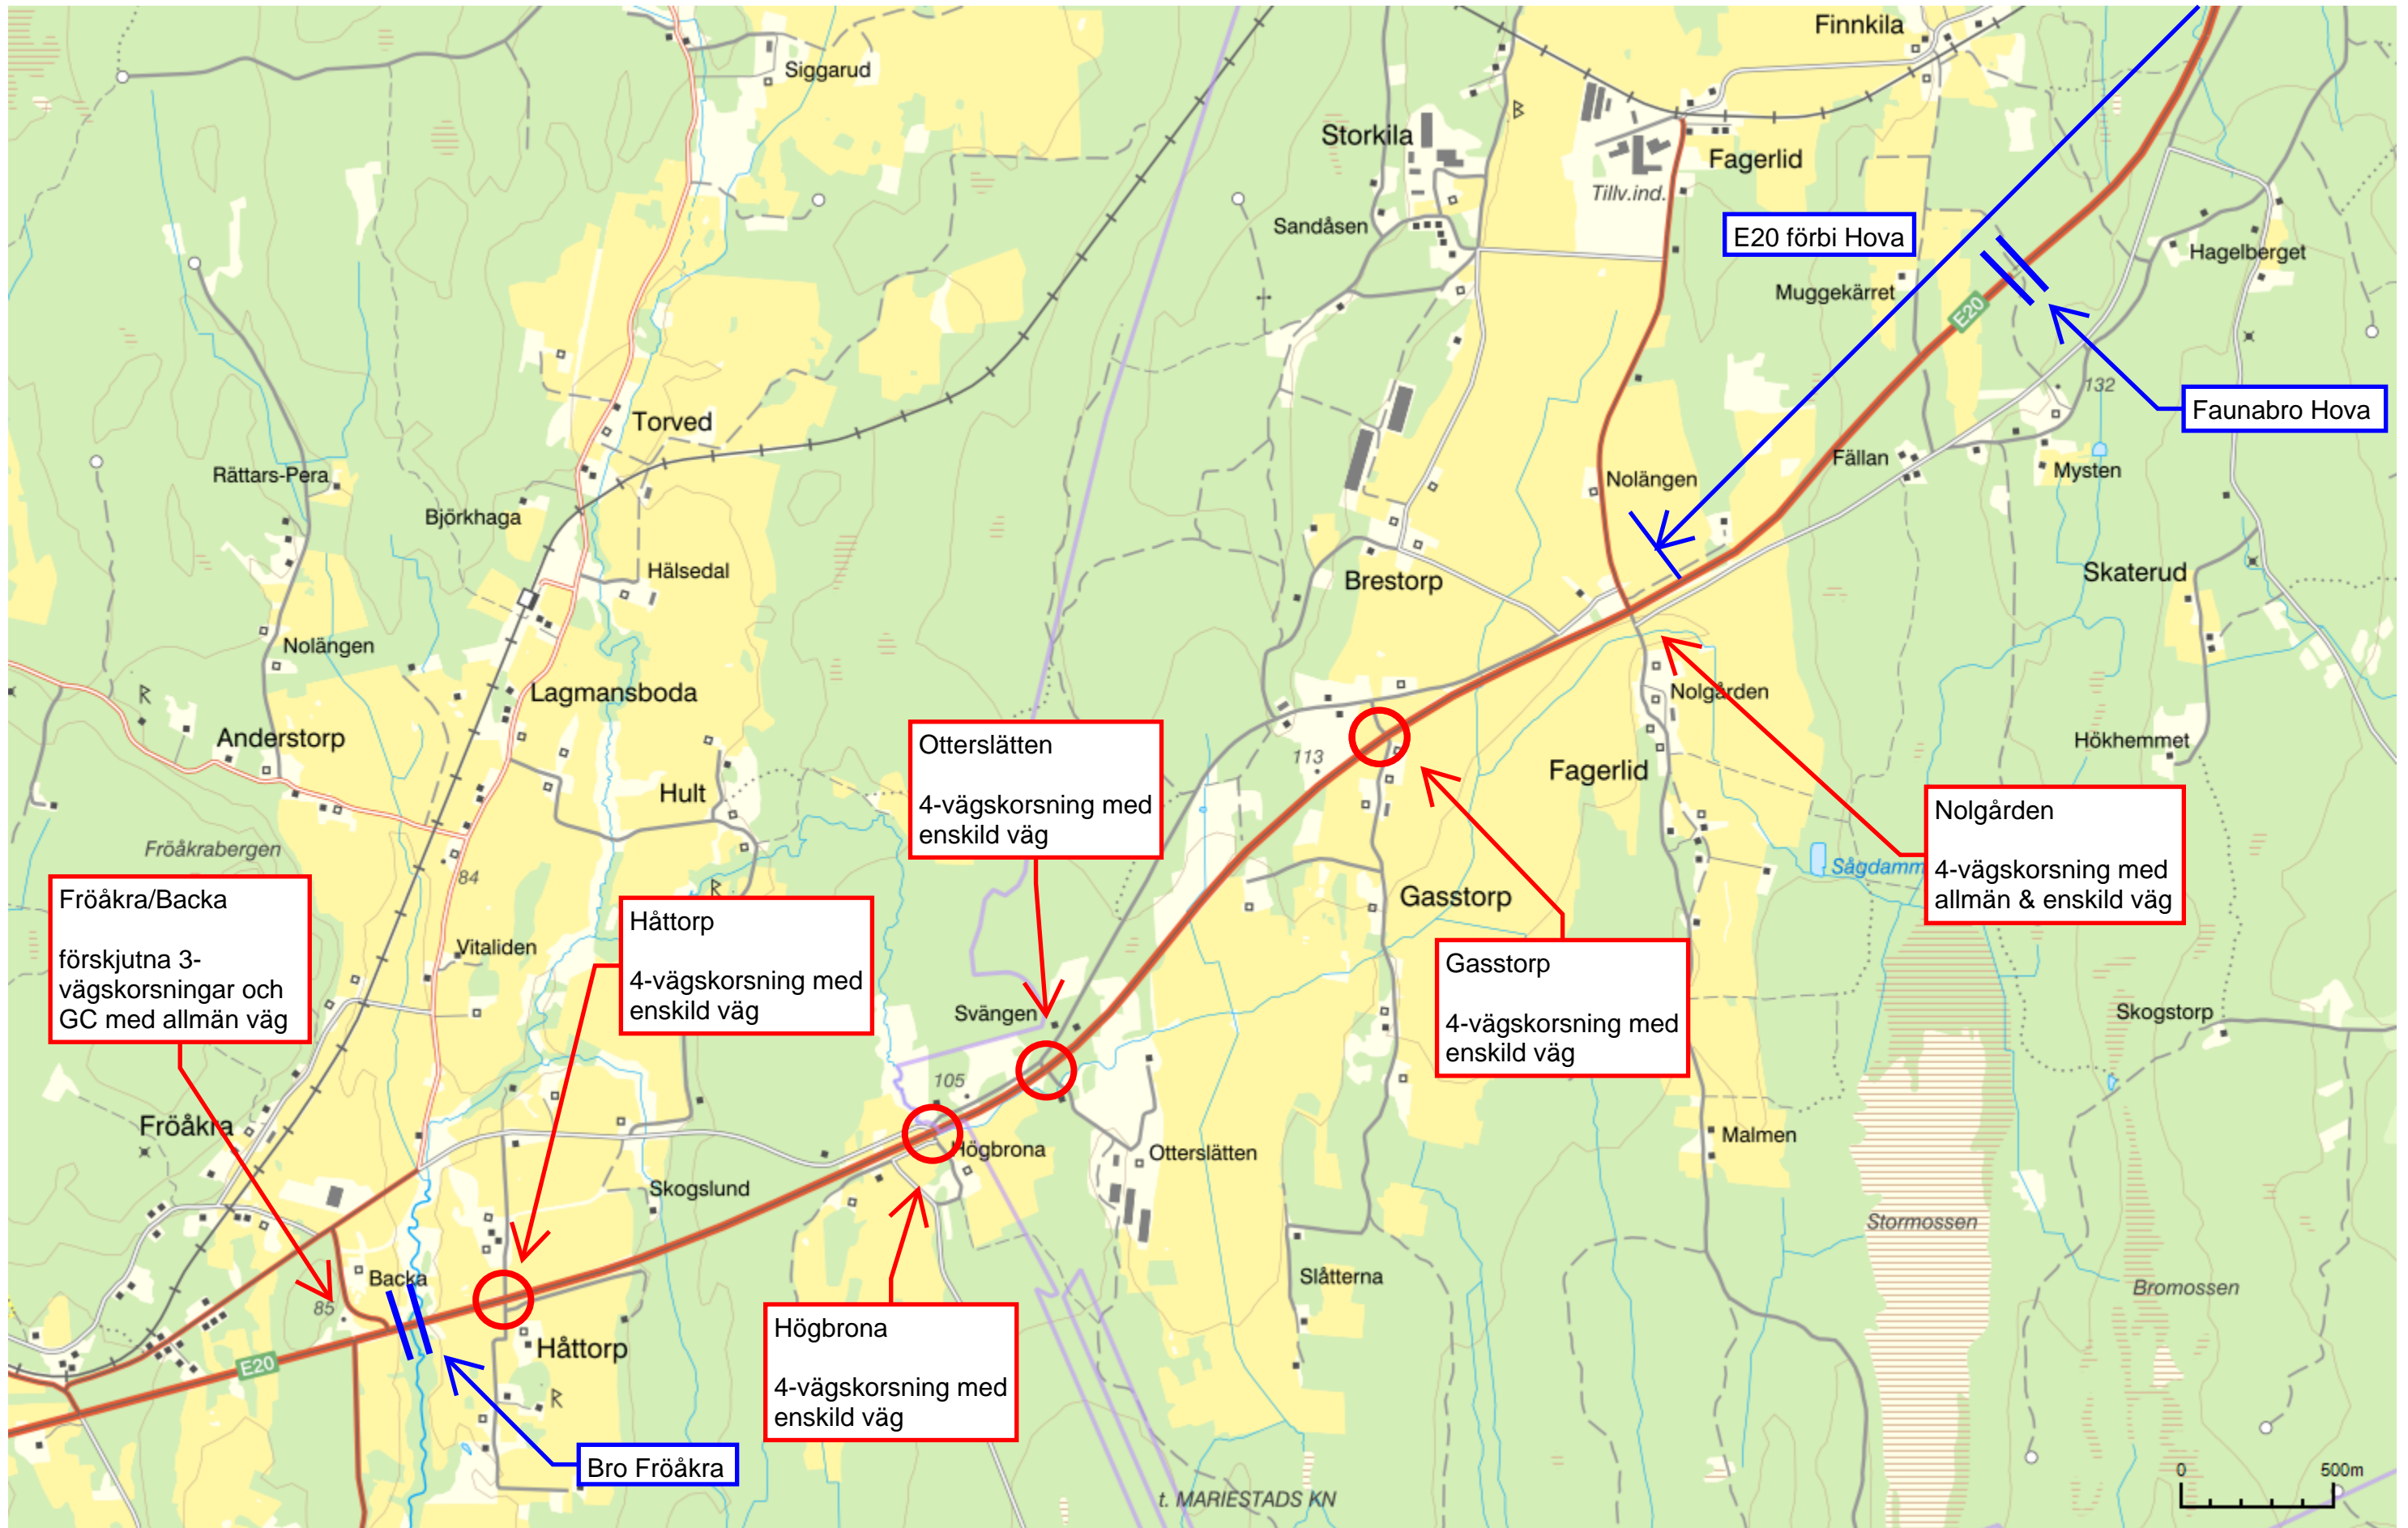 Finnkila
Siggarud
Storkila
Fagerlid
Tillv.ind.
Sandåsen
E20 förbi Hova
Hagelberget
Muggekärret
E20
132
Faunabro Hova
Torved
Rättars-Pera
Björkhaga
Fällan
Mysten
Nolängen
Hälsedal
Brestorp
Skaterud
Nolängen
Lagmansboda
Nolgården
Anderstorp
Hökhemmet
Otterslätten
4-vägskorsning med
enskild väg
113
Fagerlid
Hult
Nolgården
4-vägskorsning med
allmän & enskild väg
Fröåkrabergen
84
R
R
R
B
Sågdamm
Gasstorp
Fröåkra/Backa
förskjutna 3-
vägskorsningar och
GC med allmän väg
Håttorp
4-vägskorsning med
enskild väg
Vitaliden
Gasstorp
4-vägskorsning med
enskild väg
Svängen
Skogstorp
105
Fröåkra
Högbrona
Otterslätten
Malmen
Skogslund
Stormossen
Backa
85
Slåtterna
Bromossen
Håttorp
E20
Högbrona
4-vägskorsning med
enskild väg
Bro Fröåkra
t. MARIESTADS KN
0 500m